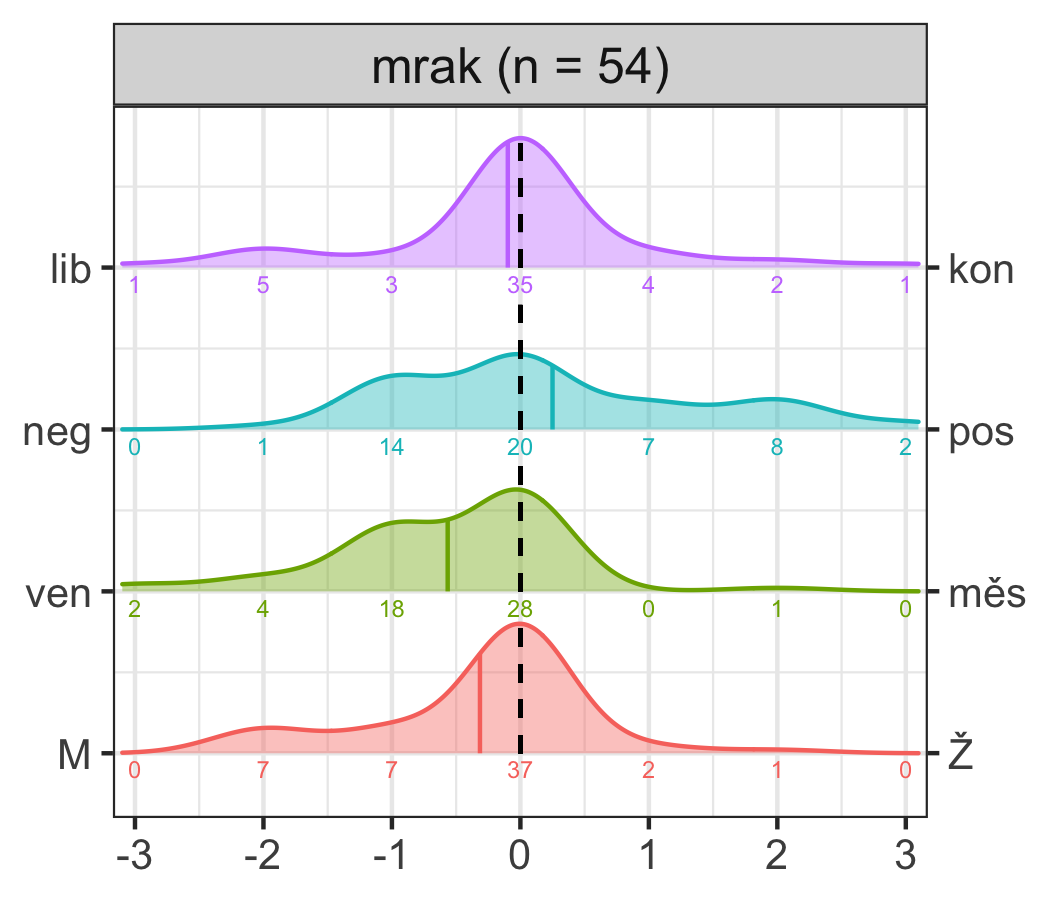 mrak (n = 54)
lib kon
1 5 3 35 4 2 1
neg pos
0 1 14 20 7 8 2
ven měs
2 4 18 28 0 1 0
M Ž
0 7 7 37 2 1 0
-3 -2 -1 0 1 2 3